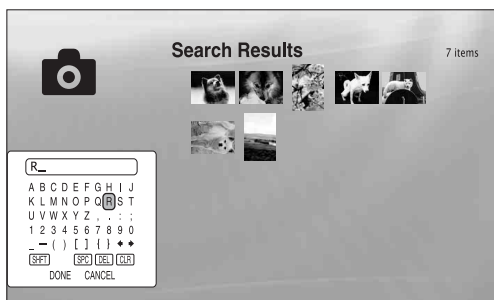 Search Results
7 items
R_
A B C D E F G H I J
K L M N O P Q R S T
U V W X Y Z , . : ;
1 2 3 4 5 6 7 8 9 0
_ — ( ) [ ] { }
SHFT SPC DEL CLR
DONE CANCEL